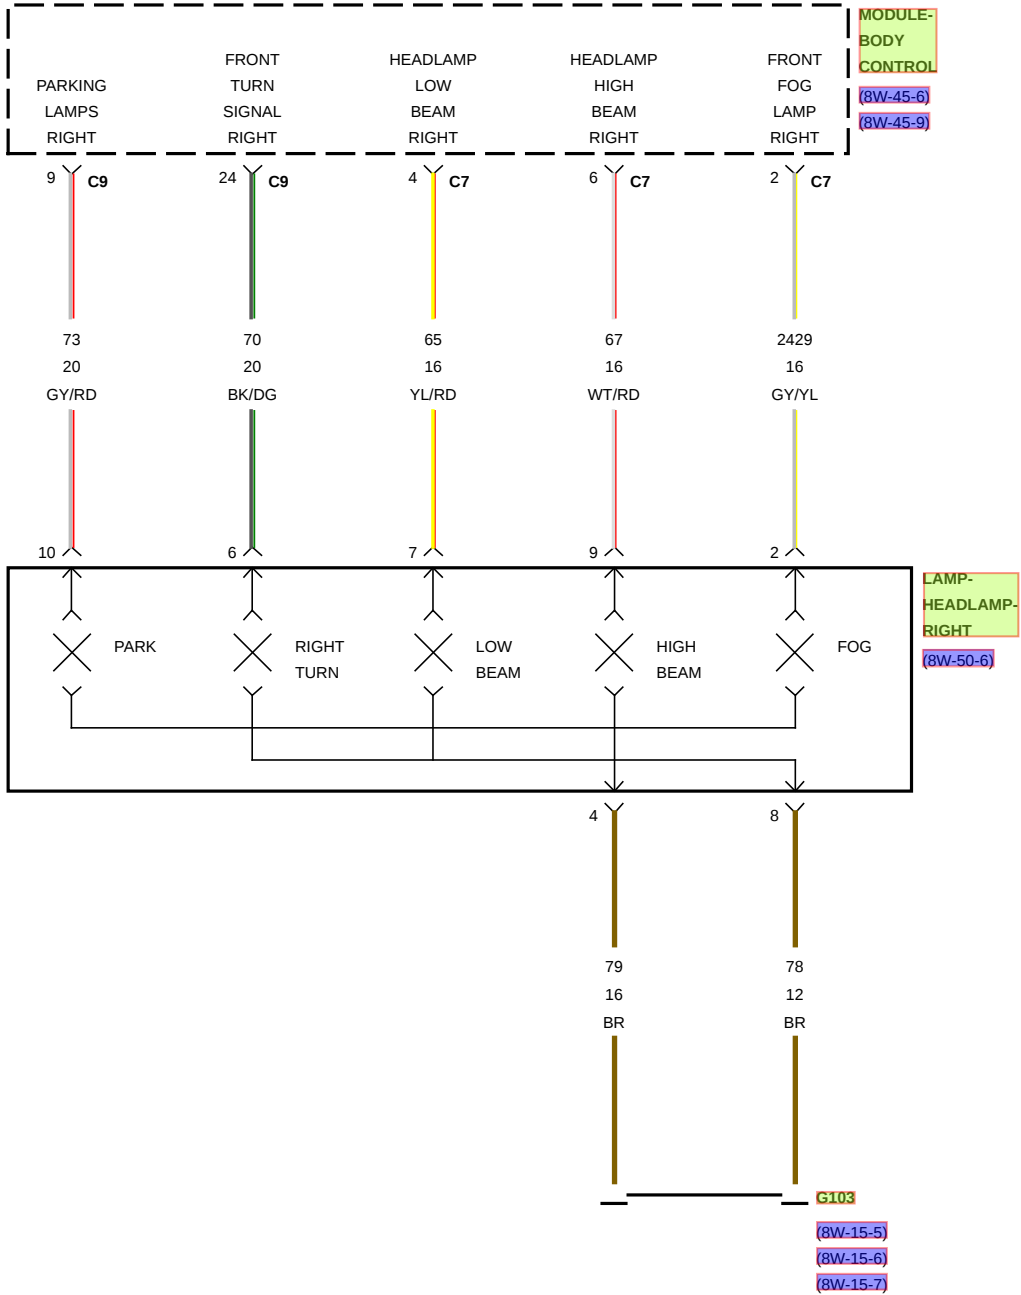 MODULE-
BODY
CONTROL
(8W-45-6)
(8W-45-9)
PARKING
LAMPS
RIGHT
FRONT
TURN
SIGNAL
RIGHT
HEADLAMP
LOW
BEAM
RIGHT
HEADLAMP
HIGH
BEAM
RIGHT
FRONT
FOG
LAMP
RIGHT
9 C9
24 C9
4 C7
6 C7
2 C7
73
20
GY/RD
70
20
BK/DG
65
16
YL/RD
67
16
WT/RD
2429
16
GY/YL
10
6
7
9
2
LAMP-
HEADLAMP-
RIGHT
(8W-50-6)
PARK
RIGHT
TURN
LOW
BEAM
HIGH
BEAM
FOG
4
8
79
16
BR
78
12
BR
G103
(8W-15-5)
(8W-15-6)
(8W-15-7)